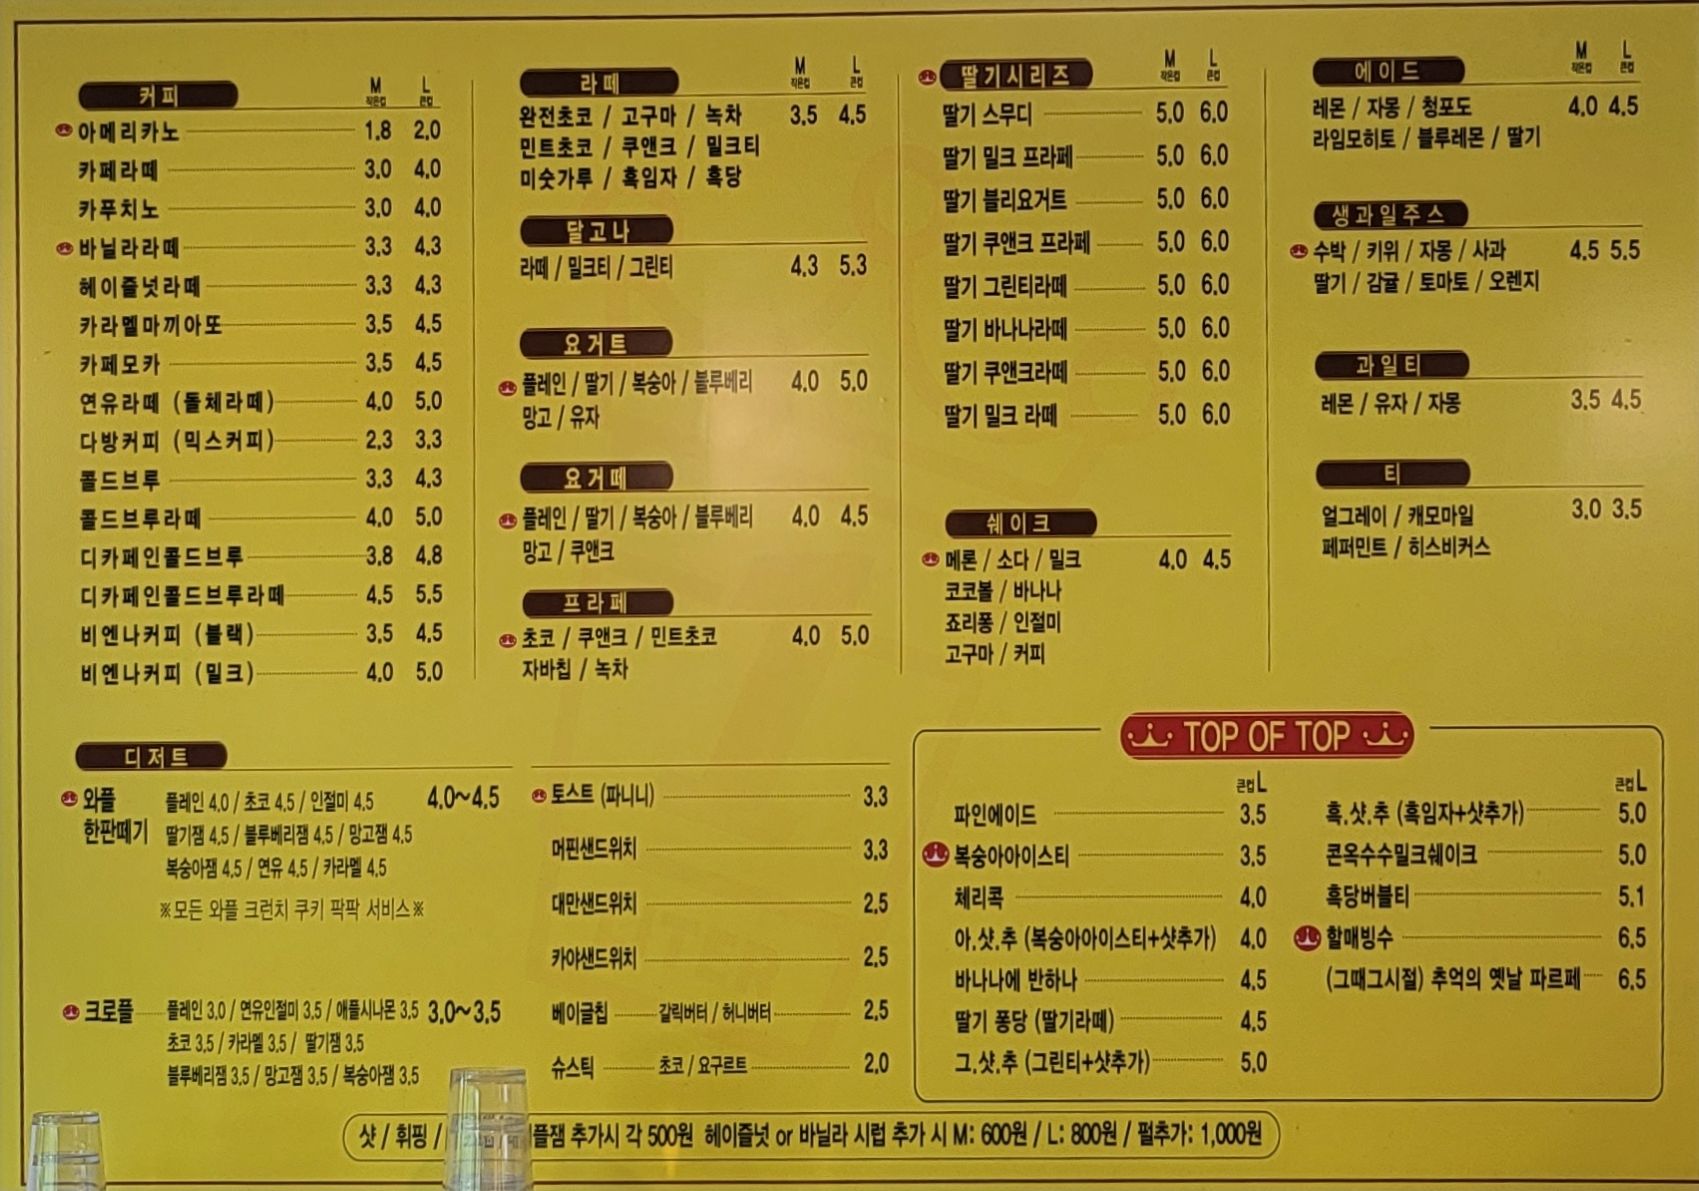 커피 M 작은컵 L 큰컵
아메리카노 1.8 2.0
카페라떼 3.0 4.0
카푸치노 3.0 4.0
바닐라라떼 3.3 4.3
헤이즐넛라떼 3.3 4.3
카라멜마끼아또 3.5 4.5
카페모카 3.5 4.5
연유라떼 (돌체라떼) 4.0 5.0
다방커피 (믹스커피) 2.3 3.3
콜드브루 3.3 4.3
콜드브루라떼 4.0 5.0
디카페인콜드브루 3.8 4.8
디카페인콜드브루라떼 4.5 5.5
비엔나커피 (블랙) 3.5 4.5
비엔나커피 (밀크) 4.0 5.0
라떼 M 작은컵 L 큰컵
완전초코 / 고구마 / 녹차 3.5 4.5
민트초코 / 쿠앤크 / 밀크티
미숫가루 / 흑임자 / 흑당
달고나
라떼 / 밀크티 / 그린티 4.3 5.3
요거트
플레인 / 딸기 / 복숭아 / 블루베리 4.0 5.0
망고 / 유자
요거떼
플레인 / 딸기 / 복숭아 / 블루베리 4.0 4.5
망고 / 쿠앤크
프라페
초코 / 쿠앤크 / 민트초코 4.0 5.0
자바칩 / 녹차
딸기시리즈 M 작은컵 L 큰컵
딸기 스무디 5.0 6.0
딸기 밀크 프라페 5.0 6.0
딸기 블리요거트 5.0 6.0
딸기 쿠앤크 프라페 5.0 6.0
딸기 그린티라떼 5.0 6.0
딸기 바나나라떼 5.0 6.0
딸기 쿠앤크라떼 5.0 6.0
딸기 밀크 라떼 5.0 6.0
쉐이크
메론 / 소다 / 밀크 4.0 4.5
코코볼 / 바나나
죠리퐁 / 인절미
고구마 / 커피
에이드 M 작은컵 L 큰컵
레몬 / 자몽 / 청포도 4.0 4.5
라임모히토 / 블루레몬 / 딸기
생과일주스
수박 / 키위 / 자몽 / 사과 4.5 5.5
딸기 / 감귤 / 토마토 / 오렌지
과일티
레몬 / 유자 / 자몽 3.5 4.5
티
얼그레이 / 캐모마일 3.0 3.5
페퍼민트 / 히스비커스
디저트
와플 플레인 4.0 / 초코 4.5 / 인절미 4.5 4.0~4.5
한판떼기 딸기잼 4.5 / 블루베리잼 4.5 / 망고잼 4.5
복숭아잼 4.5 / 연유 4.5 / 카라멜 4.5
※모든 와플 크런치 쿠키 팍팍 서비스※
크로플 플레인 3.0 / 연유인절미 3.5 / 애플시나몬 3.5 3.0~3.5
초코 3.5 / 카라멜 3.5 / 딸기잼 3.5
블루베리잼 3.5 / 망고잼 3.5 / 복숭아잼 3.5
토스트 (파니니) 3.3
머핀샌드위치 3.3
대만샌드위치 2.5
카야샌드위치 2.5
베이글칩 갈릭버터 / 허니버터 2.5
슈스틱 초코 / 요구르트 2.0
TOP OF TOP
큰컵 L
파인에이드 3.5
복숭아아이스티 3.5
체리콕 4.0
아.샷.추 (복숭아아이스티+샷추가) 4.0
바나나에 반하나 4.5
딸기 퐁당 (딸기라떼) 4.5
그.샷.추 (그린티+샷추가) 5.0
큰컵 L
흑.샷.추 (흑임자+샷추가) 5.0
콘옥수수밀크쉐이크 5.0
흑당버블티 5.1
할매빙수 6.5
(그때그시절) 추억의 옛날 파르페 6.5
샷 / 휘핑 / 플잼 추가시 각 500원 헤이즐넛 or 바닐라 시럽 추가 시 M: 600원 / L: 800원 / 펄추가: 1,000원